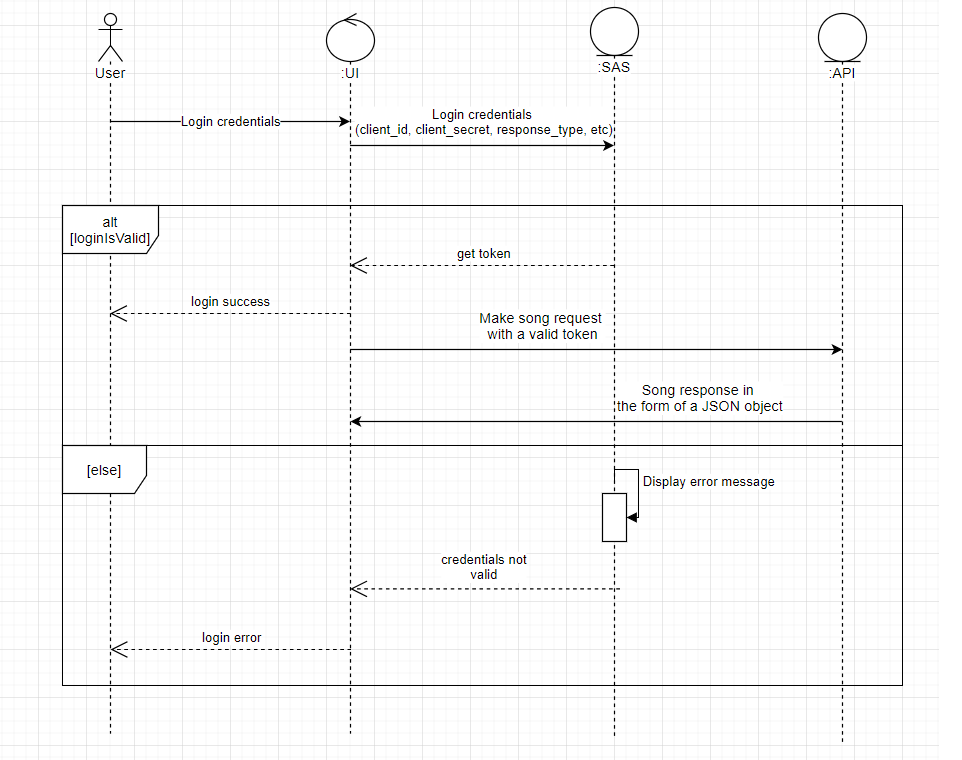 User
:UI
:SAS
:API
Login credentials
Login credentials
(client_id, client_secret, response_type, etc)
alt
[loginIsValid]
get token
login success
Make song request
with a valid token
Song response in
the form of a JSON object
[else]
Display error message
credentials not
valid
login error